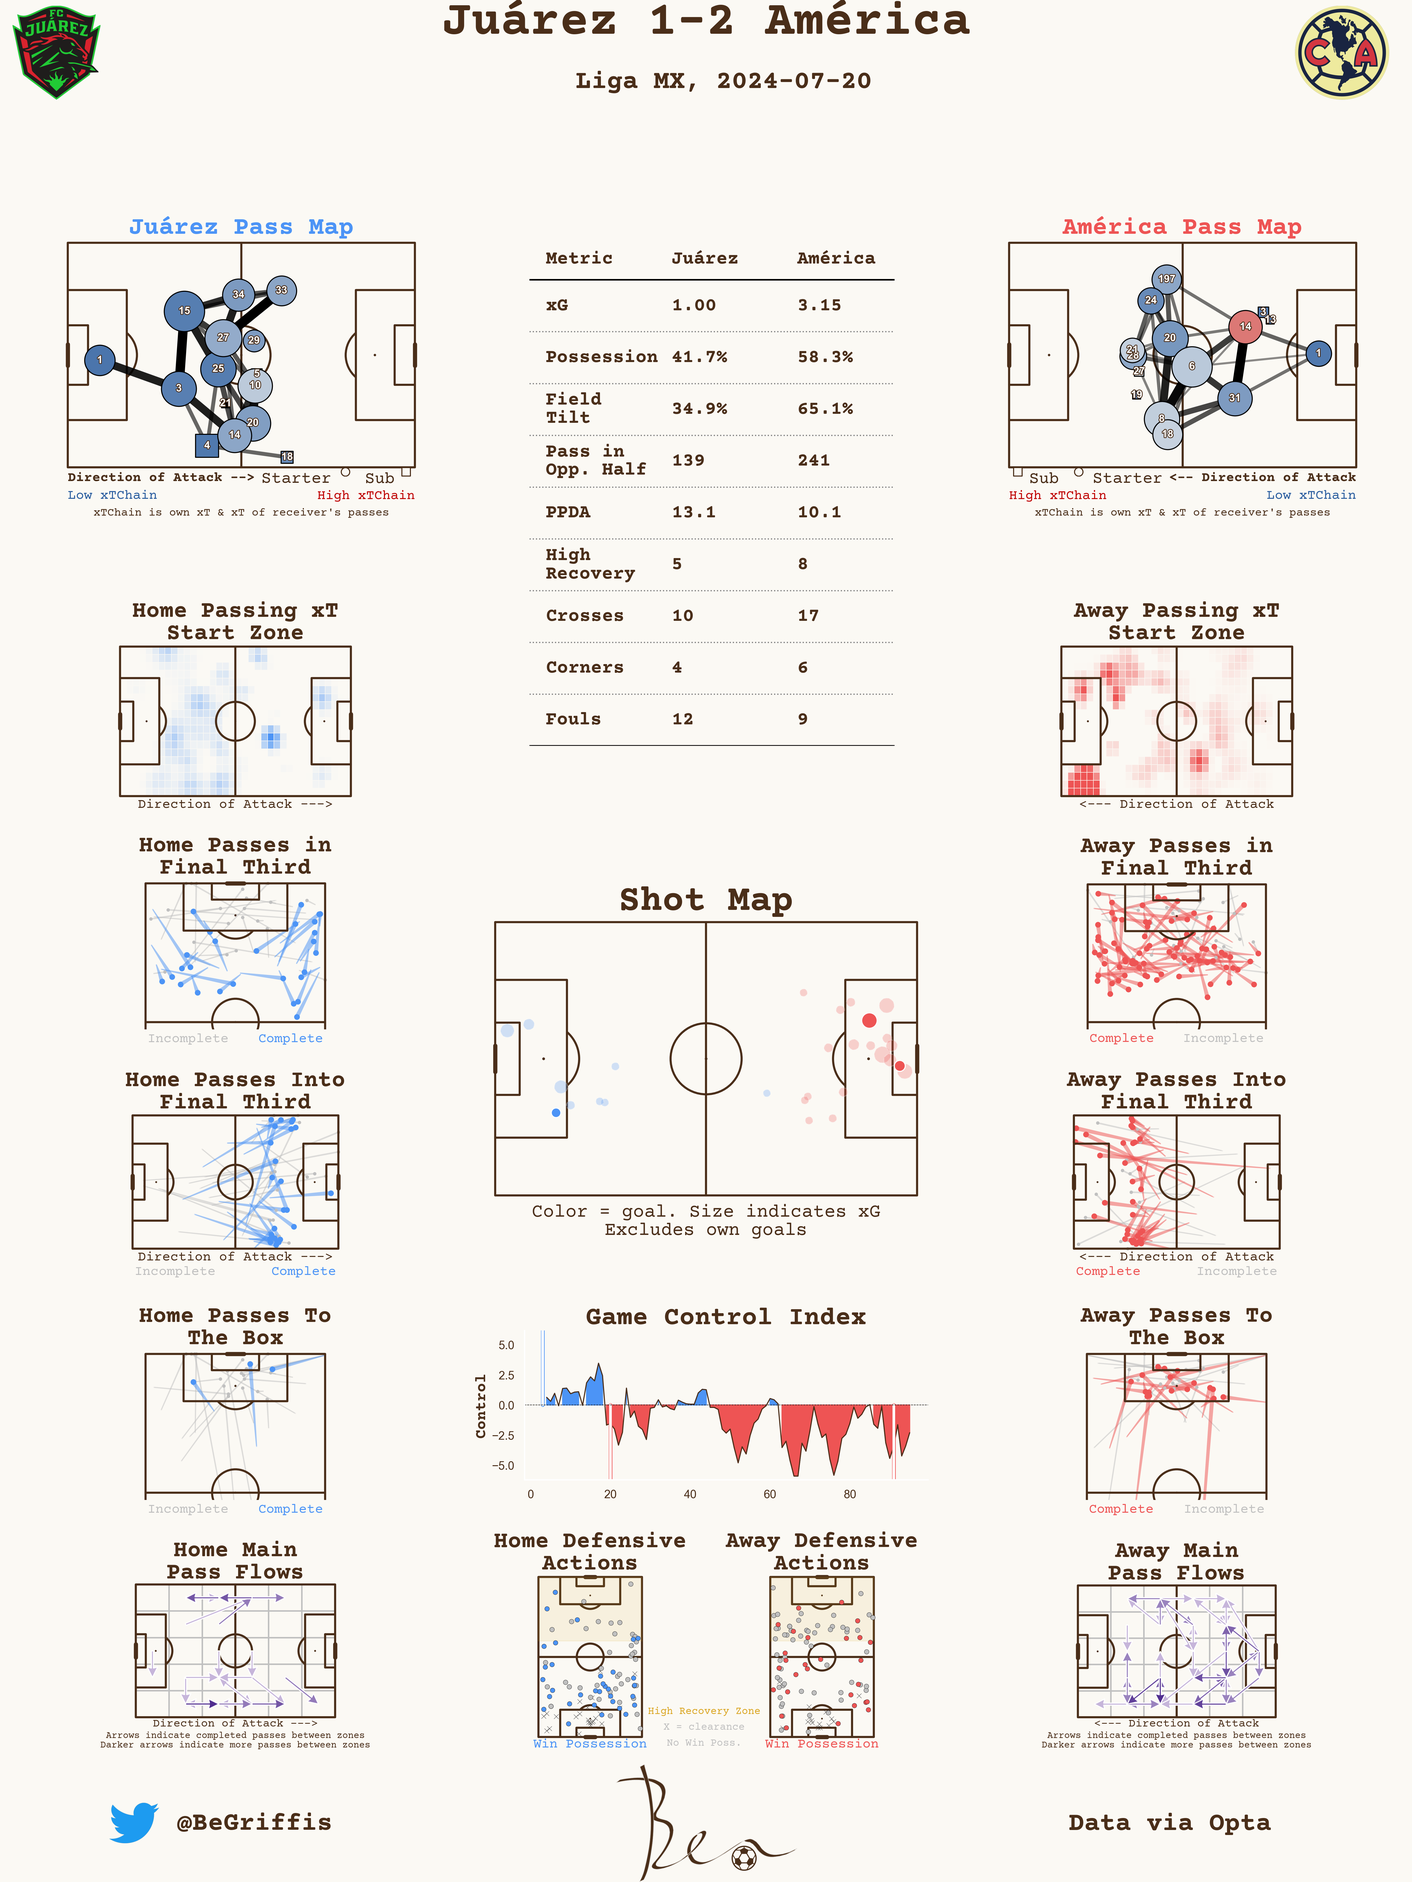 Juárez 1-2 América
Liga MX, 2024-07-20
FC
JUÁREZ
C A
Juárez Pass Map
1
15
3
34
33
27
29
25
5
10
21
20
14
4
18
Direction of Attack --> Starter Sub
Low xTChain High xTChain
xTChain is own xT & xT of receiver's passes
Metric Juárez América
xG 1.00 3.15
Possession 41.7% 58.3%
Field
Tilt 34.9% 65.1%
Pass in
Opp. Half 139 241
PPDA 13.1 10.1
High
Recovery 5 8
Crosses 10 17
Corners 4 6
Fouls 12 9
América Pass Map
197
24
20
21
28
27
19
6
8
18
14
3
13
31
1
Sub Starter <-- Direction of Attack
High xTChain Low xTChain
xTChain is own xT & xT of receiver's passes
Home Passing xT
Start Zone
Direction of Attack --->
Away Passing xT
Start Zone
<--- Direction of Attack
Home Passes in
Final Third
Incomplete Complete
Away Passes in
Final Third
Complete Incomplete
Shot Map
Color = goal. Size indicates xG
Excludes own goals
Home Passes Into
Final Third
Direction of Attack --->
Incomplete Complete
Away Passes Into
Final Third
<--- Direction of Attack
Complete Incomplete
Home Passes To
The Box
Incomplete Complete
Game Control Index
Control
5.0
2.5
0.0
−2.5
−5.0
0 20 40 60 80
Away Passes To
The Box
Complete Incomplete
Home Main
Pass Flows
Direction of Attack --->
Arrows indicate completed passes between zones
Darker arrows indicate more passes between zones
Home Defensive
Actions
Win Possession
Away Defensive
Actions
Win Possession
High Recovery Zone
X = clearance
No Win Poss.
Away Main
Pass Flows
<--- Direction of Attack
Arrows indicate completed passes between zones
Darker arrows indicate more passes between zones
@BeGriffis
Ben
Data via Opta